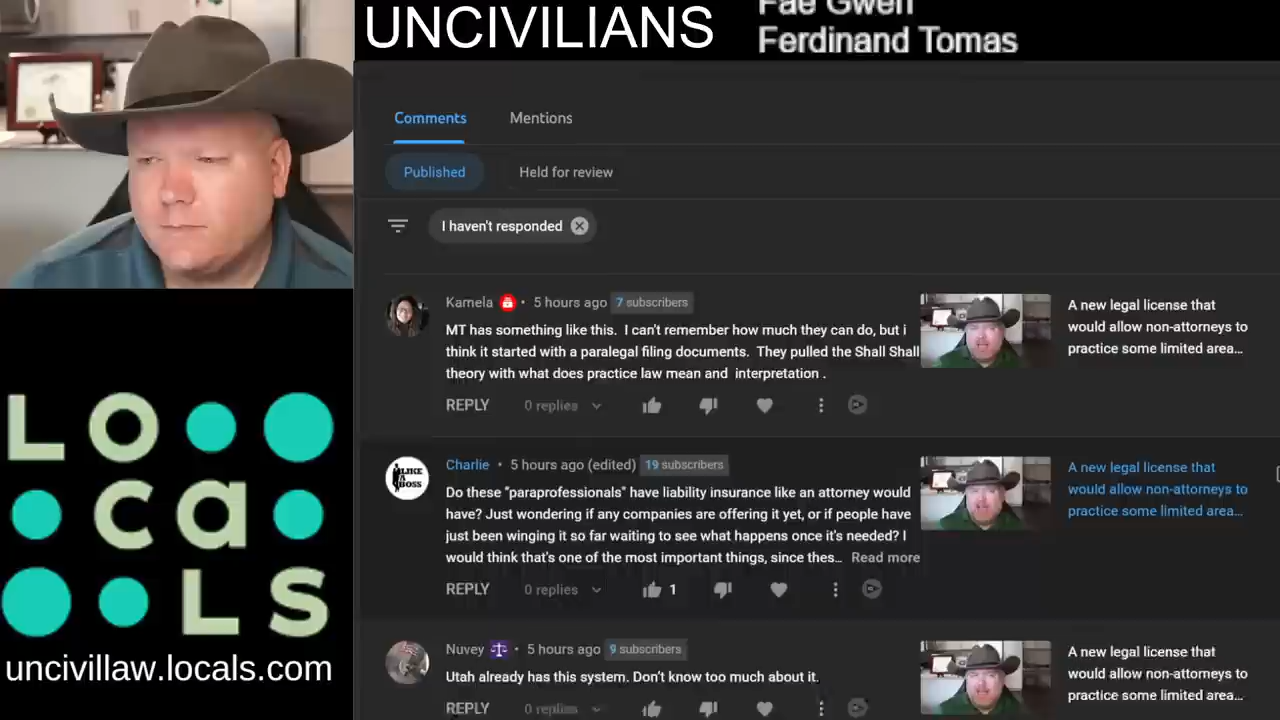 UNCIVILIANS
Fae Gwen
Ferdinand Tomas
Comments
Mentions
Published
Held for review
I haven't responded
Kamela • 5 hours ago 7 subscribers
MT has something like this. I can't remember how much they can do, but i
think it started with a paralegal filing documents. They pulled the Shall Shall
theory with what does practice law mean and interpretation .
REPLY 0 replies
A new legal license that
would allow non-attorneys to
practice some limited area...
Charlie • 5 hours ago (edited) 19 subscribers
Do these "paraprofessionals" have liability insurance like an attorney would
have? Just wondering if any companies are offering it yet, or if people have
just been winging it so far waiting to see what happens once it's needed? I
would think that's one of the most important things, since thes... Read more
REPLY 0 replies 1
A new legal license that
would allow non-attorneys to
practice some limited area...
Nuvey • 5 hours ago 9 subscribers
Utah already has this system. Don't know too much about it.
REPLY 0 replies
A new legal license that
would allow non-attorneys to
practice some limited area...
LIKE
A
BOSS
LO
ca
LS
uncivillaw.locals.com